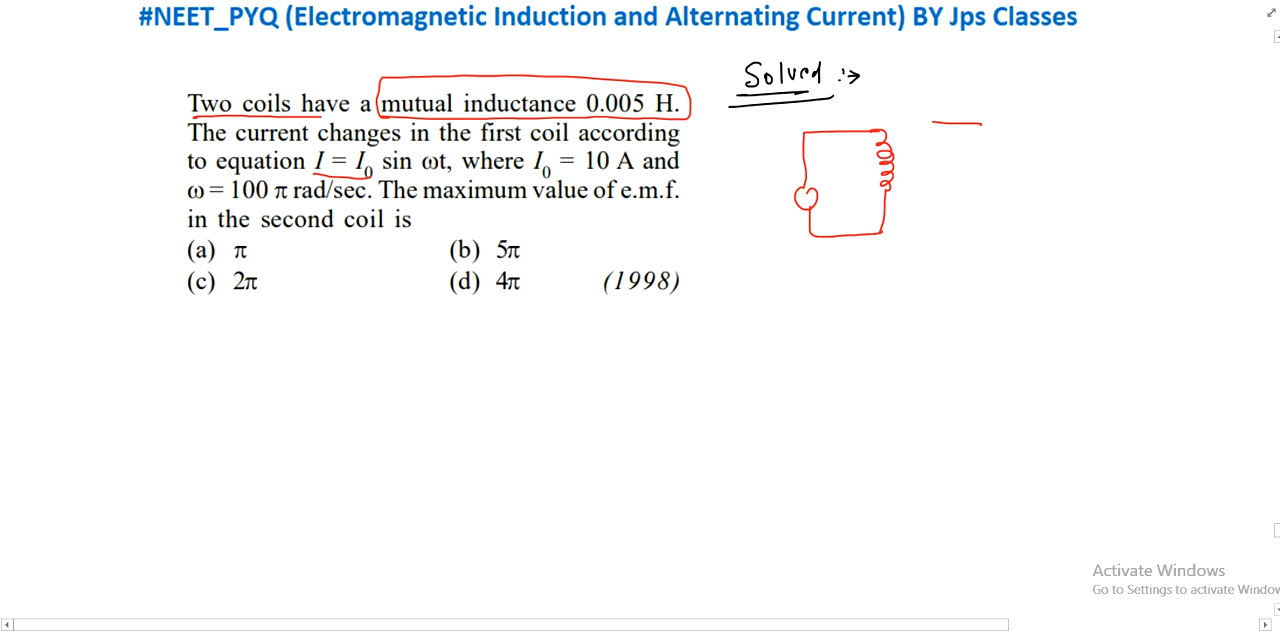 #NEET_PYQ (Electromagnetic Induction and Alternating Current) BY Jps Classes
Solved :→
Two coils have a mutual inductance 0.005 H.
The current changes in the first coil according
to equation I = I₀ sin ωt, where I₀ = 10 A and
ω = 100 π rad/sec. The maximum value of e.m.f.
in the second coil is
(a) π (b) 5π
(c) 2π (d) 4π (1998)
Activate Windows
Go to Settings to activate Window